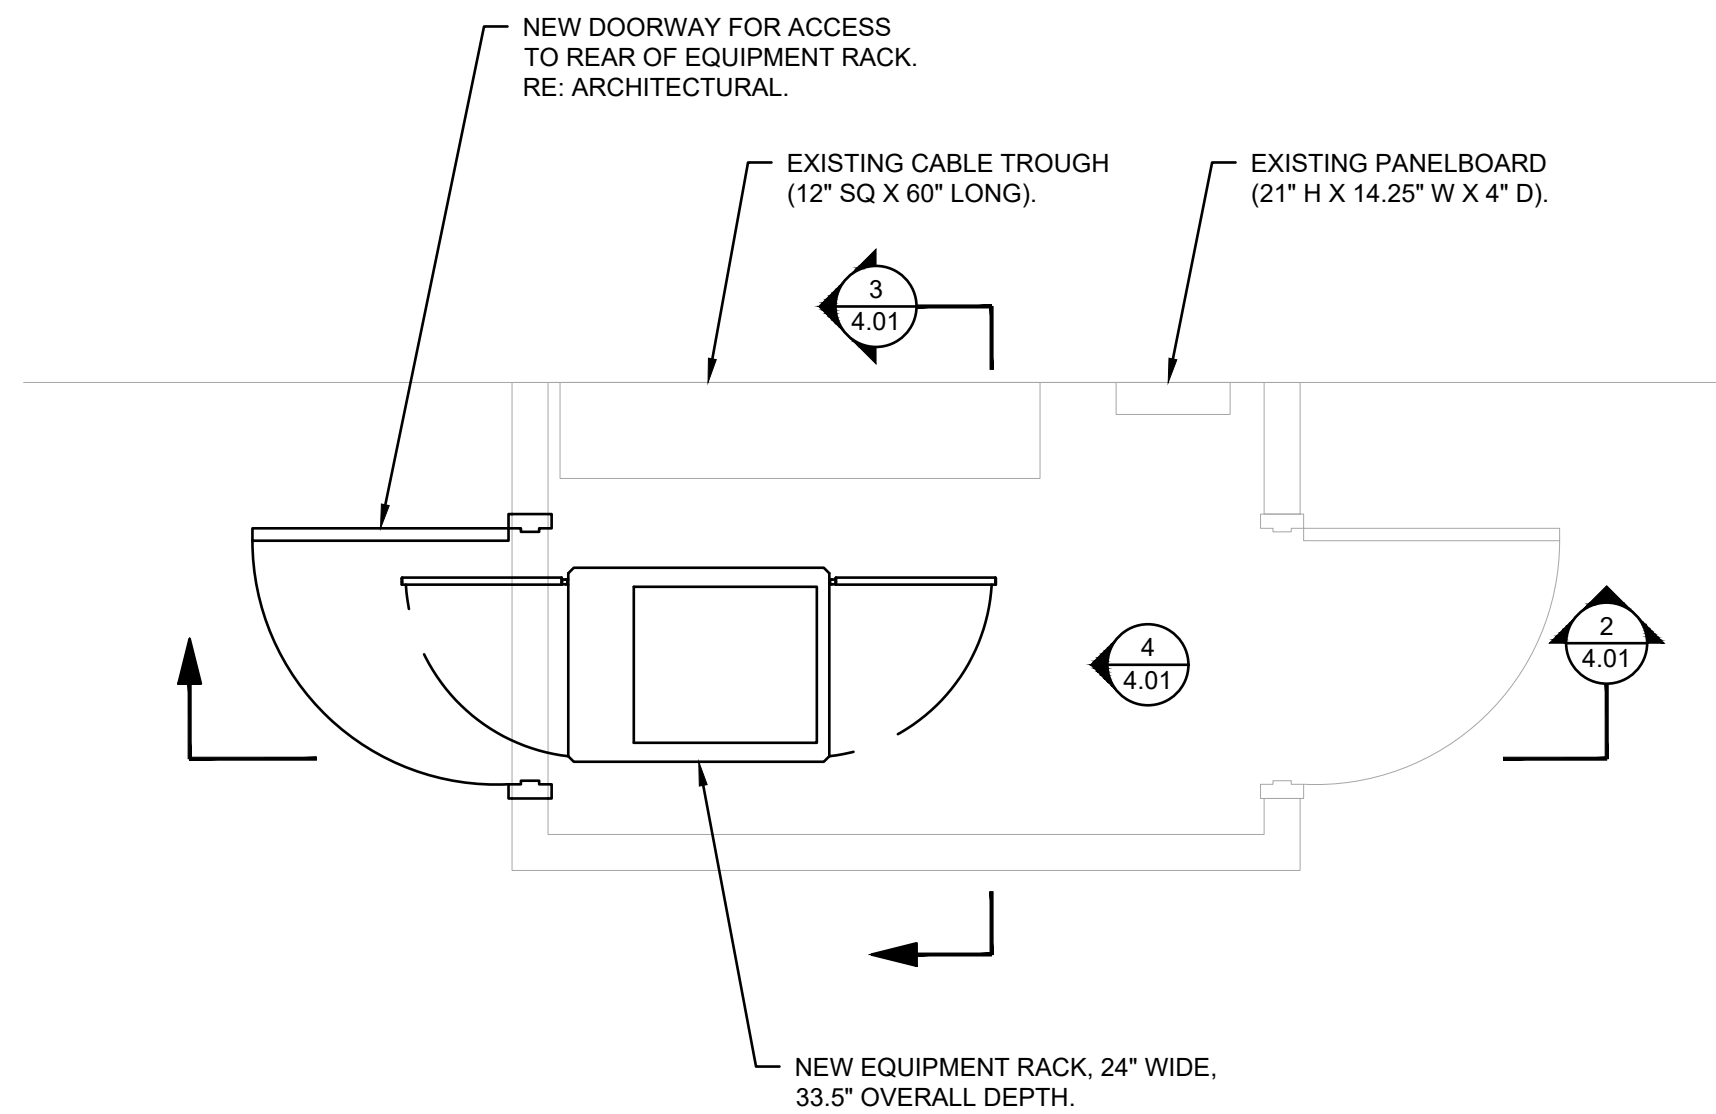 NEW DOORWAY FOR ACCESS
TO REAR OF EQUIPMENT RACK.
RE: ARCHITECTURAL.
EXISTING CABLE TROUGH
(12" SQ X 60" LONG).
EXISTING PANELBOARD
(21" H X 14.25" W X 4" D).
3
4.01
4
4.01
2
4.01
NEW EQUIPMENT RACK, 24" WIDE,
33.5" OVERALL DEPTH.